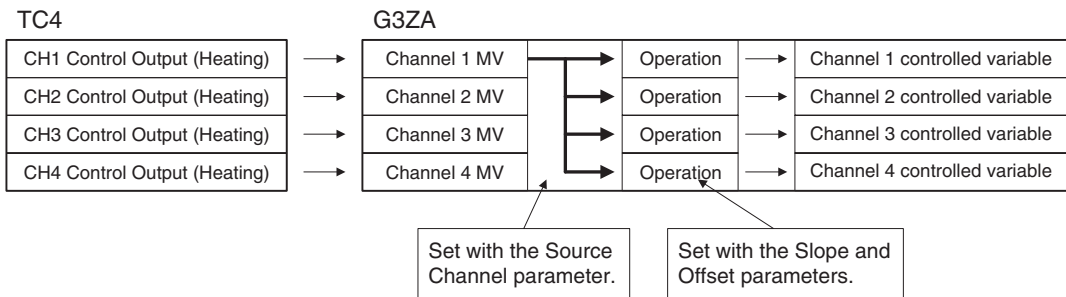 TC4
G3ZA
CH1 Control Output (Heating)
Channel 1 MV
Operation
Channel 1 controlled variable
CH2 Control Output (Heating)
Channel 2 MV
Operation
Channel 2 controlled variable
CH3 Control Output (Heating)
Channel 3 MV
Operation
Channel 3 controlled variable
CH4 Control Output (Heating)
Channel 4 MV
Operation
Channel 4 controlled variable
Set with the Source
Channel parameter.
Set with the Slope and
Offset parameters.